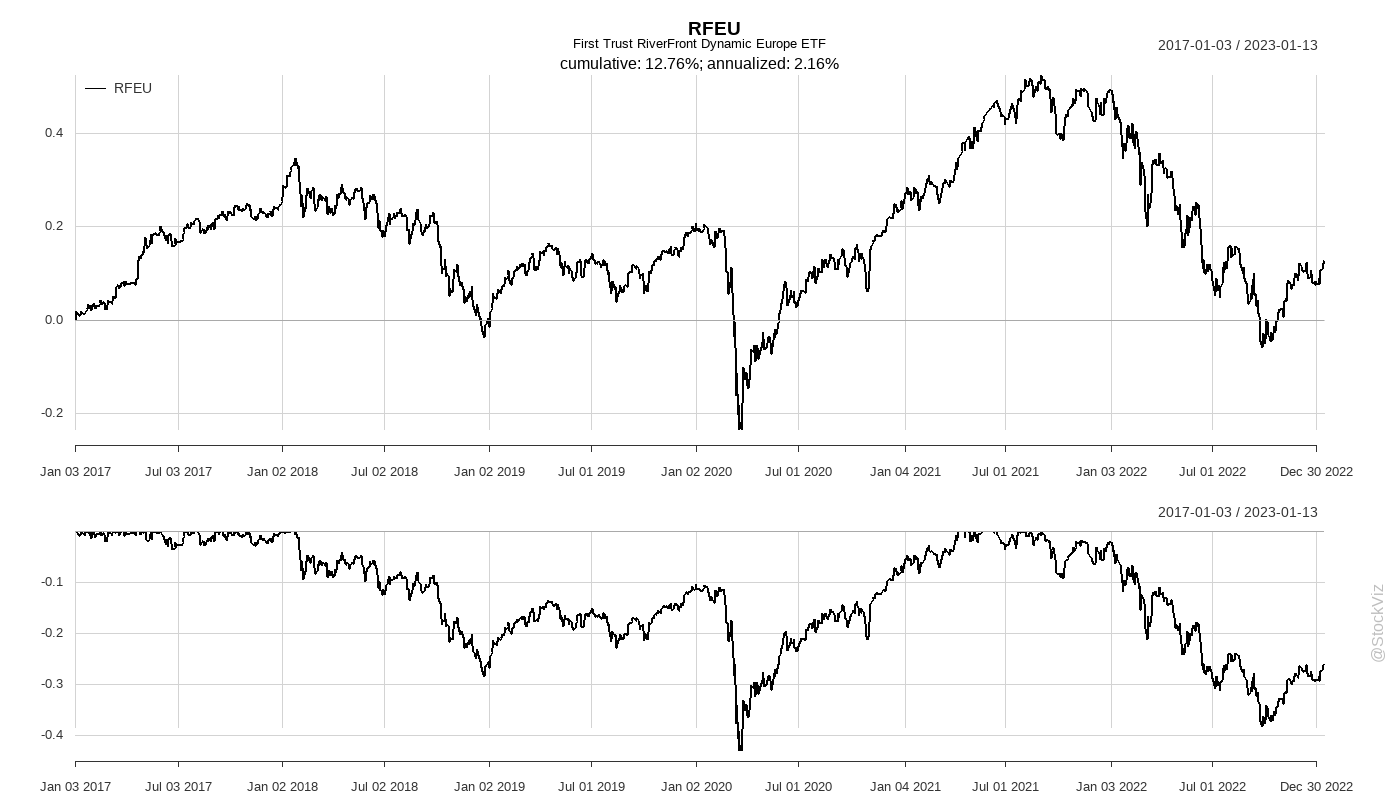 RFEU
First Trust RiverFront Dynamic Europe ETF
cumulative: 12.76%; annualized: 2.16%
2017-01-03 / 2023-01-13
RFEU
0.4
0.2
0.0
-0.2
Jan 03 2017 Jul 03 2017 Jan 02 2018 Jul 02 2018 Jan 02 2019 Jul 01 2019 Jan 02 2020 Jul 01 2020 Jan 04 2021 Jul 01 2021 Jan 03 2022 Jul 01 2022 Dec 30 2022
2017-01-03 / 2023-01-13
-0.1
-0.2
-0.3
-0.4
Jan 03 2017 Jul 03 2017 Jan 02 2018 Jul 02 2018 Jan 02 2019 Jul 01 2019 Jan 02 2020 Jul 01 2020 Jan 04 2021 Jul 01 2021 Jan 03 2022 Jul 01 2022 Dec 30 2022
@StockViz